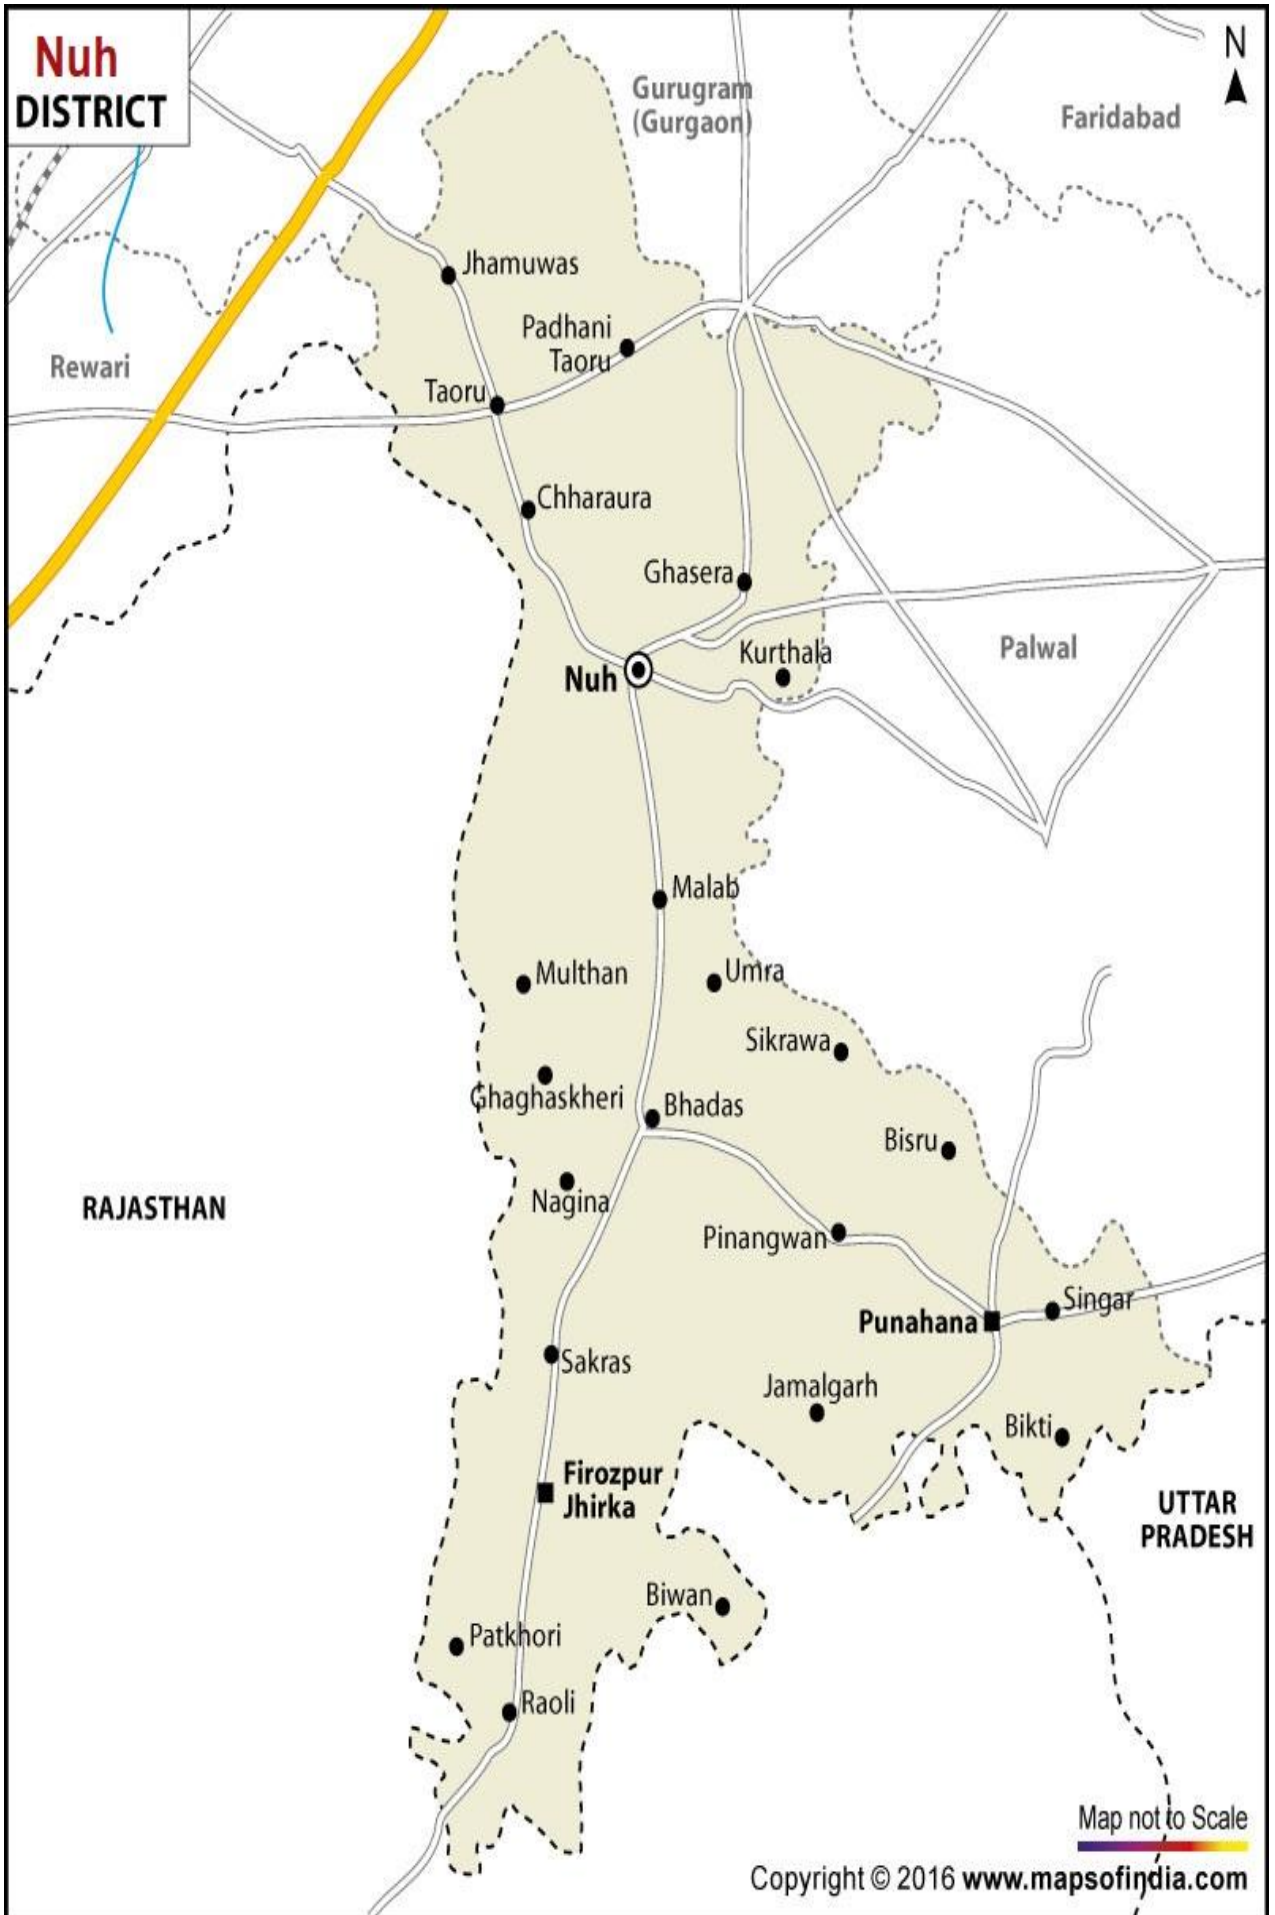 Nuh
DISTRICT
N
Gurugram
(Gurgaon)
Faridabad
Jhamuwas
Padhani
Taoru
Rewari
Taoru
Chharaura
Ghasera
Kurthala
Palwal
Nuh
Malab
Multhan
Umra
Sikrawa
Ghaghaskheri
Bhadas
Bisru
Nagina
RAJASTHAN
Pinangwan
Singar
Punahana
Sakras
Jamalgarh
Bikti
Firozpur
Jhirka
UTTAR
PRADESH
Biwan
Patkhori
Raoli
Map not to Scale
Copyright © 2016 www.mapsofindia.com